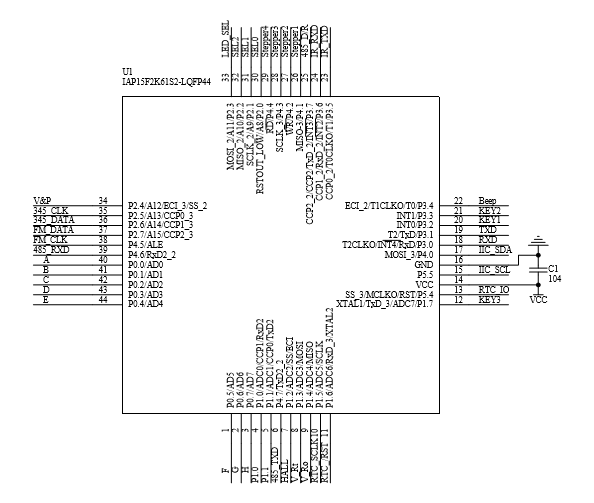 LED_SEL
SEL2
SEL1
SEL0
Stepper4
Stepper3
Stepper2
Stepper1
485_D/R
IR_RXD
IR_TXD
33
32
31
30
29
28
27
26
25
24
23
U1
IAP15F2K61S2-LQFP44
MOSI_2/A11/P2.3
MISO_2/A10/P2.2
SCLK_2/A9/P2.1
RSTOUT_LOW/A8/P2.0
RD/P4.4
SCLK_3/P4.3
WR/P4.2
MISO-3/P4.1
CCP2_2/CCP2/TxD_2/INT3/P3.7
CCP1_2/RxD_2/INT2/P3.6
CCP0_2/T0CLKO/T1/P3.5
V&P 34 P2.4/A12/ECI_3/SS_2
345_CLK 35 P2.5/A13/CCP0_3
345_DATA 36 P2.6/A14/CCP1_3
FM_DATA 37 P2.7/A15/CCP2_3
FM_CLK 38 P4.5/ALE
485_RXD 39 P4.6/RxD2_2
A 40 P0.0/AD0
B 41 P0.1/AD1
C 42 P0.2/AD2
D 43 P0.3/AD3
E 44 P0.4/AD4
ECI_2/T1CLKO/T0/P3.4 22 Beep
INT1/P3.3 21 KEY2
INT0/P3.2 20 KEY1
T2/TxD/P3.1 19 TXD
T2CLKO/INT4/RxD/P3.0 18 RXD
MOSI_3/P4.0 17 IIC_SDA
GND 16
P5.5 15 IIC_SCL
VCC 14
SS_3/MCLKO/RST/P5.4 13 RTC_IO
XTAL1/TxD_3/ADC7/P1.7 12 KEY3
C1
104
VCC
P0.5/AD5
P0.6/AD6
P0.7/AD7
P1.0/ADC0/CCP1/RxD2
P1.1/ADC1/CCP0/TxD2
P4.7/TxD2_2
P1.2/ADC2/SS/ECI
P1.3/ADC3/MOSI
P1.4/ADC4/MISO
P1.5/ADC5/SCLK
P1.6/ADC6/RxD_3/XTAL2
1
2
3
4
5
6
7
8
9
10
11
F
G
H
P1.0
P1.1
485_TXD
HALL
V_Rt
V_Ro
RTC_SCLK
RTC_/RST